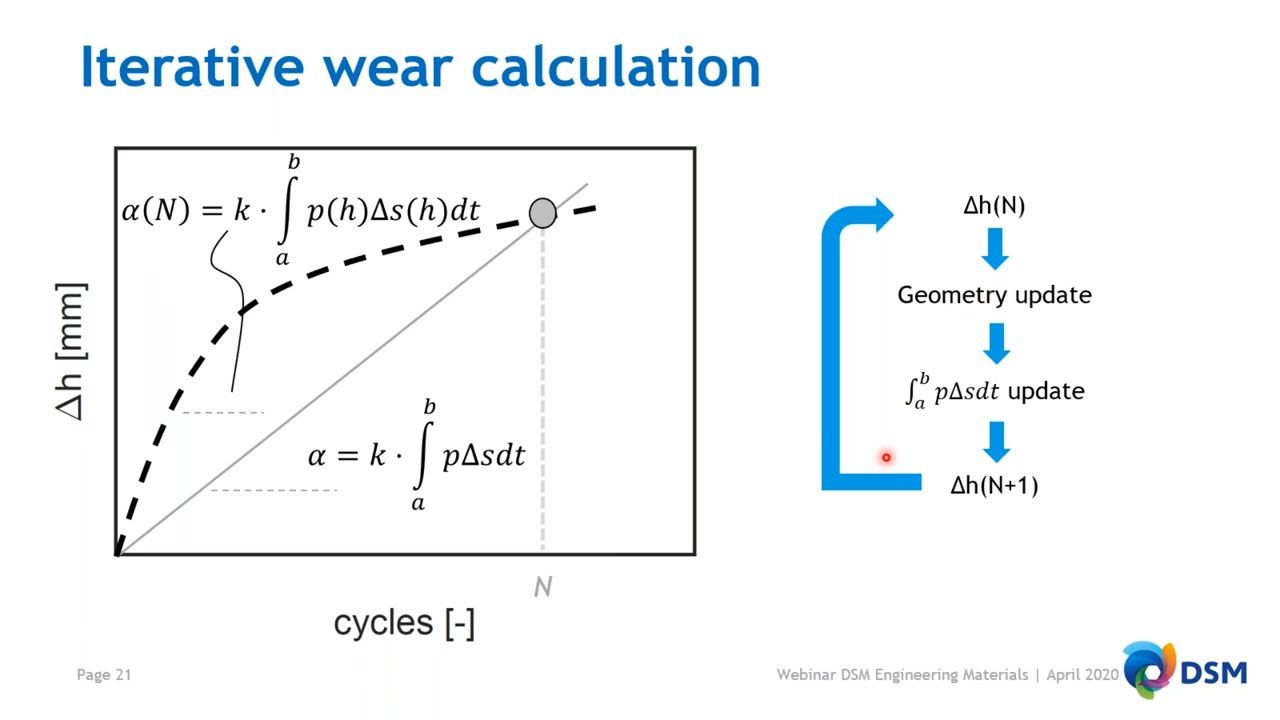 Iterative wear calculation
α(N) = k · ∫ₐᵇ p(h)Δs(h)dt
Δh [mm]
α = k · ∫ₐᵇ pΔsdt
N
cycles [-]
Δh(N)
Geometry update
∫ₐᵇ pΔsdt update
Δh(N+1)
Page 21
Webinar DSM Engineering Materials | April 2020
DSM